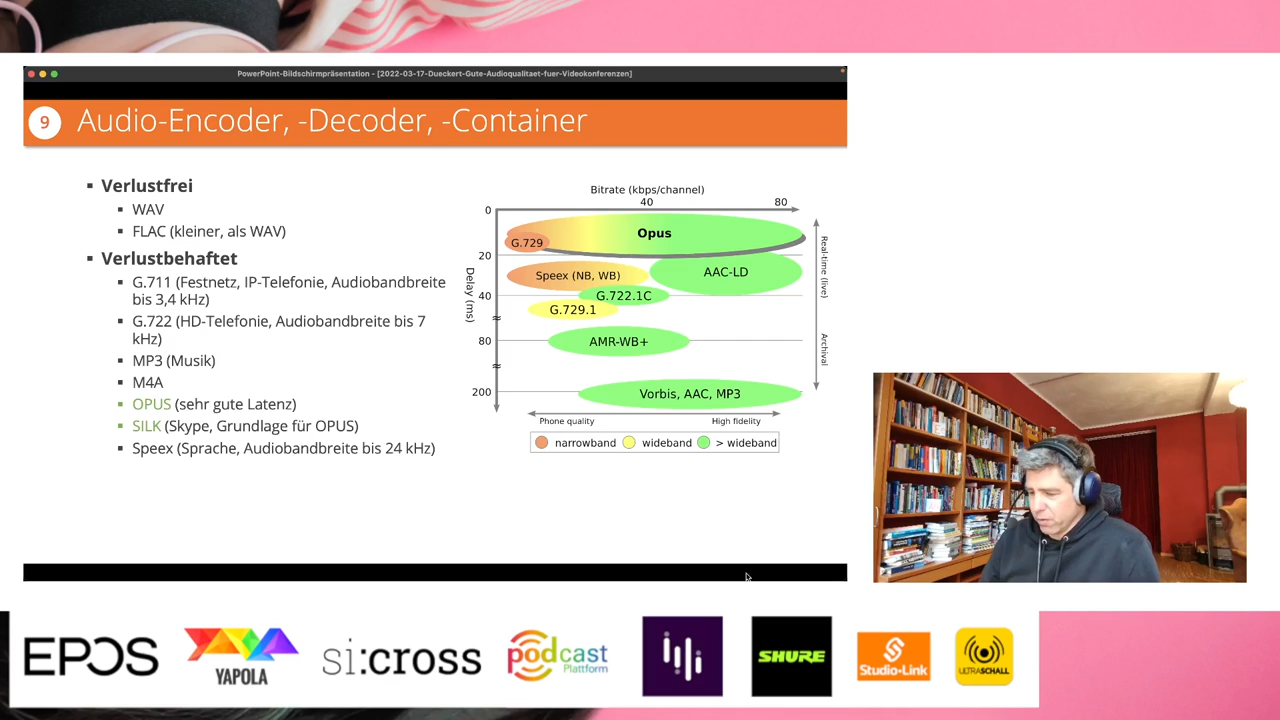 PowerPoint-Bildschirmpräsentation - [2022-03-17-Dueckert-Gute-Audioqualitaet-fuer-Videokonferenzen]
9 Audio-Encoder, -Decoder, -Container
▪ Verlustfrei
▪ WAV
▪ FLAC (kleiner, als WAV)
▪ Verlustbehaftet
▪ G.711 (Festnetz, IP-Telefonie, Audiobandbreite
bis 3,4 kHz)
▪ G.722 (HD-Telefonie, Audiobandbreite bis 7
kHz)
▪ MP3 (Musik)
▪ M4A
▪ OPUS (sehr gute Latenz)
▪ SILK (Skype, Grundlage für OPUS)
▪ Speex (Sprache, Audiobandbreite bis 24 kHz)
Bitrate (kbps/channel)
40 80
0
Opus
G.729
20
Speex (NB, WB) AAC-LD
40 G.722.1C
G.729.1
80 AMR-WB+
200 Vorbis, AAC, MP3
Delay (ms)
Real-time (live)
Archival
Phone quality High fidelity
narrowband wideband > wideband
EPOS
YAPOLA
si:cross
podcast
Plattform
SHURE
Studio-Link
ULTRASCHALL